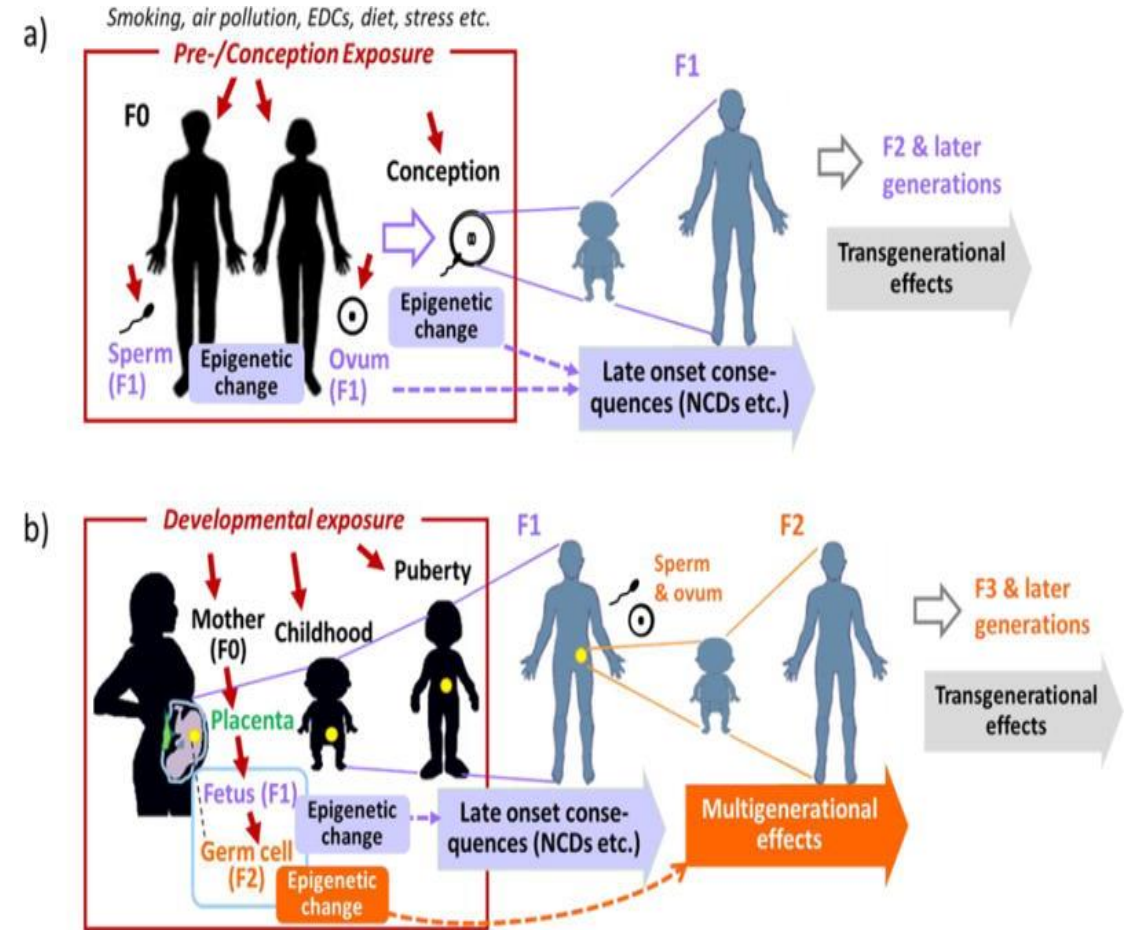 Smoking, air pollution, EDCs, diet, stress etc.
a)
Pre-/Conception Exposure
F0
Conception
Sperm
(F1)
Epigenetic
change
Ovum
(F1)
Epigenetic
change
F1
F2 & later
generations
Transgenerational
effects
Late onset conse-
quences (NCDs etc.)
b)
Developmental exposure
Mother
(F0)
Childhood
Puberty
Placenta
Fetus (F1)
Germ cell
(F2)
Epigenetic
change
Epigenetic
change
F1
Sperm
& ovum
F2
F3 & later
generations
Transgenerational
effects
Late onset conse-
quences (NCDs etc.)
Multigenerational
effects